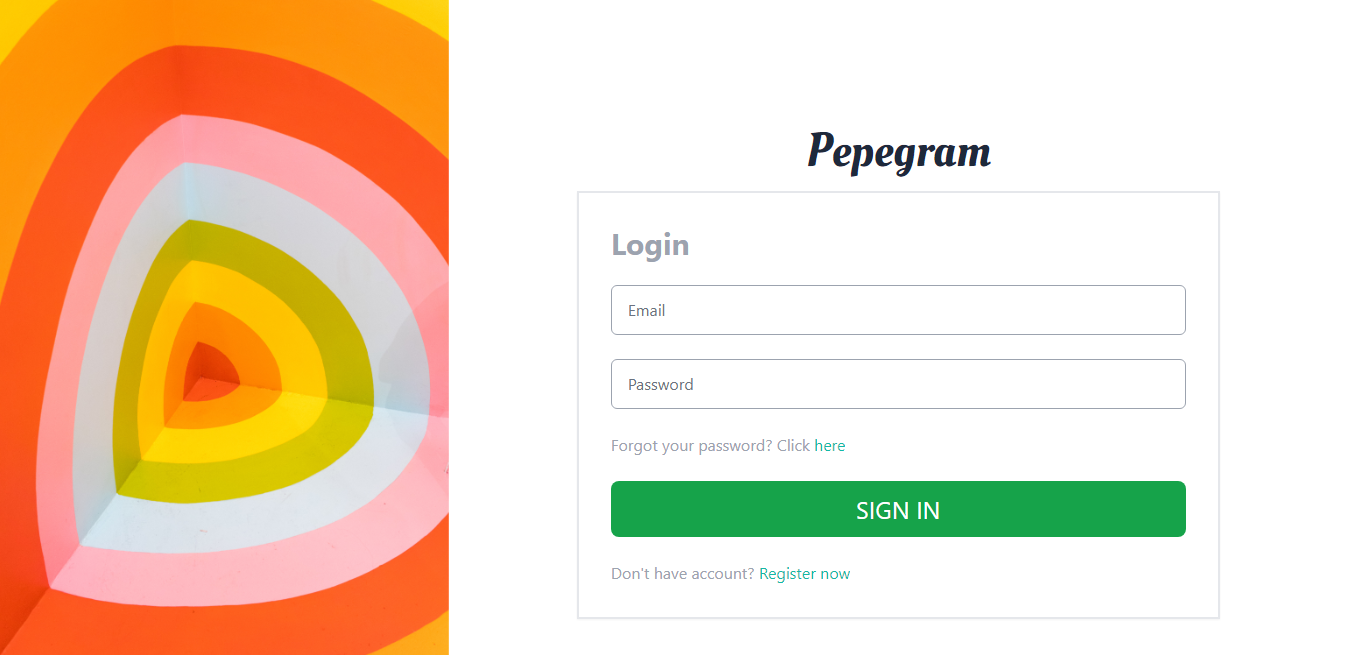 Pepegram
Login
Email
Password
Forgot your password? Click here
SIGN IN
Don't have account? Register now